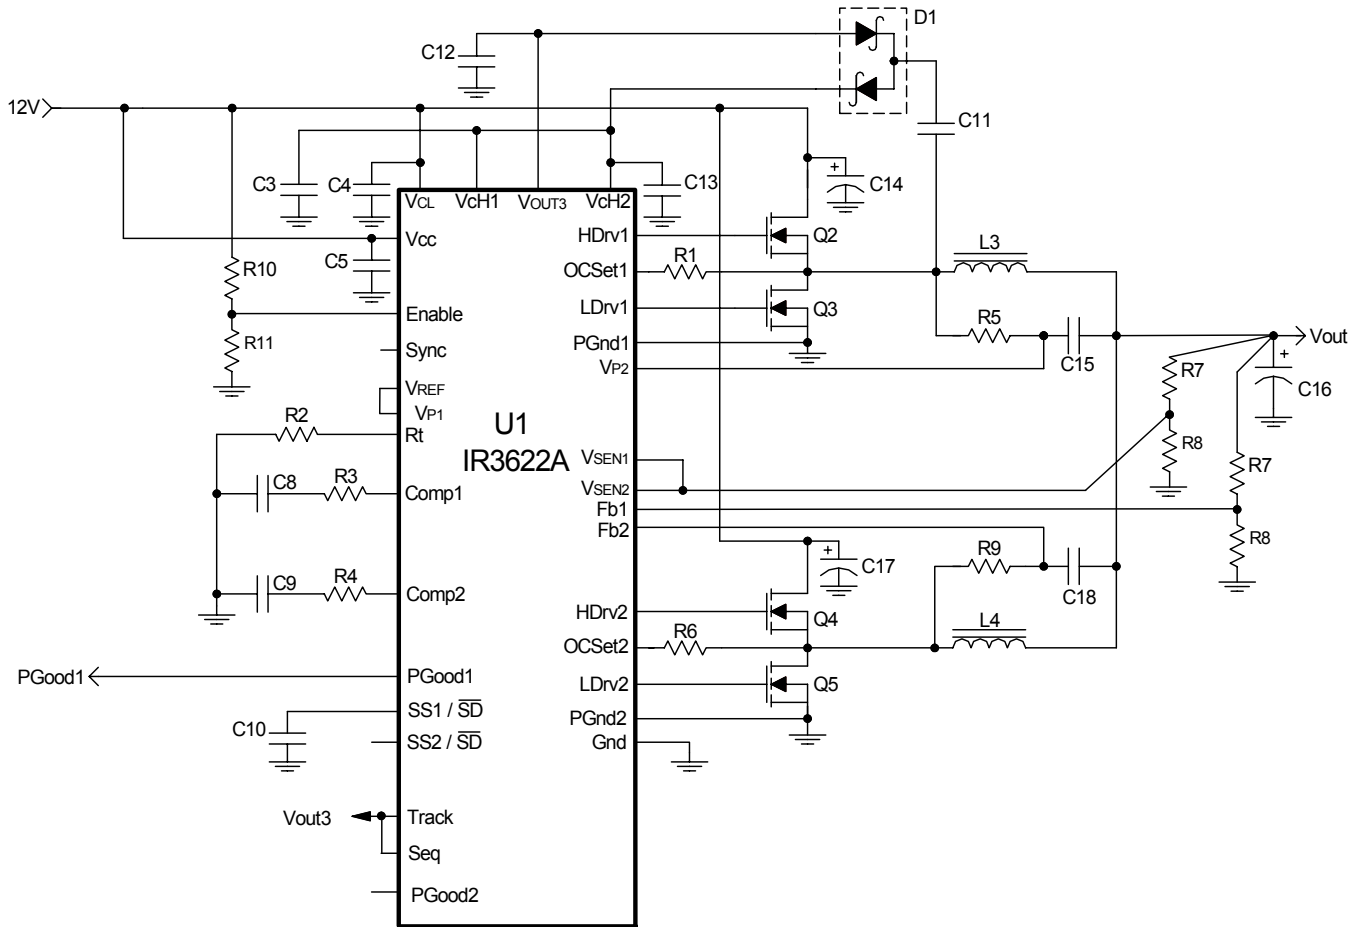 D1
C12
12V
C11
C3
C4
C13
C14
VCL
VcH1
VOUT3
VcH2
Vcc
HDrv1
Q2
L3
R10
C5
OCSet1
R1
Enable
LDrv1
Q3
R5
R11
Sync
PGnd1
C15
Vout
VP2
R7
C16
VREF
VP1
R2
Rt
U1
IR3622A
R8
VSEN1
R7
C8
R3
Comp1
VSEN2
Fb1
Fb2
R8
R9
C17
C9
R4
Comp2
C18
HDrv2
Q4
L4
R6
OCSet2
PGood1
PGood1
LDrv2
Q5
SS1 / SD
PGnd2
C10
SS2 / SD
Gnd
Vout3
Track
Seq
PGood2
+
+
+